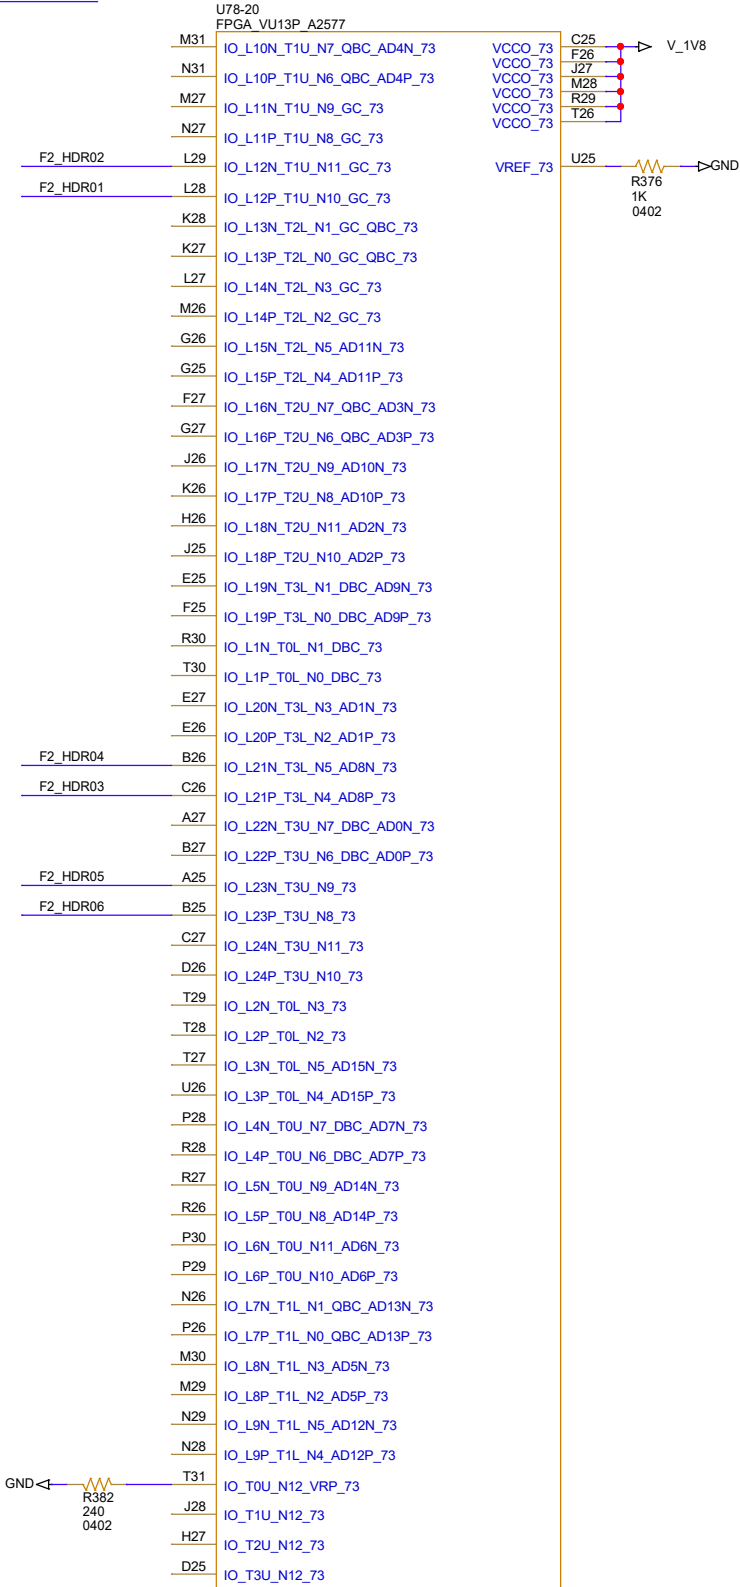 U78-20
FPGA_VU13P_A2577
M31 IO_L10N_T1U_N7_QBC_AD4N_73 VCCO_73 C25 V_1V8
VCCO_73 F26
N31 IO_L10P_T1U_N6_QBC_AD4P_73 VCCO_73 J27
VCCO_73 M28
M27 IO_L11N_T1U_N9_GC_73 VCCO_73 R29
VCCO_73 T26
N27 IO_L11P_T1U_N8_GC_73
F2_HDR02 L29 IO_L12N_T1U_N11_GC_73 VREF_73 U25 GND
R376
1K
0402
F2_HDR01 L28 IO_L12P_T1U_N10_GC_73
K28 IO_L13N_T2L_N1_GC_QBC_73
K27 IO_L13P_T2L_N0_GC_QBC_73
L27 IO_L14N_T2L_N3_GC_73
M26 IO_L14P_T2L_N2_GC_73
G26 IO_L15N_T2L_N5_AD11N_73
G25 IO_L15P_T2L_N4_AD11P_73
F27 IO_L16N_T2U_N7_QBC_AD3N_73
G27 IO_L16P_T2U_N6_QBC_AD3P_73
J26 IO_L17N_T2U_N9_AD10N_73
K26 IO_L17P_T2U_N8_AD10P_73
H26 IO_L18N_T2U_N11_AD2N_73
J25 IO_L18P_T2U_N10_AD2P_73
E25 IO_L19N_T3L_N1_DBC_AD9N_73
F25 IO_L19P_T3L_N0_DBC_AD9P_73
R30 IO_L1N_T0L_N1_DBC_73
T30 IO_L1P_T0L_N0_DBC_73
E27 IO_L20N_T3L_N3_AD1N_73
E26 IO_L20P_T3L_N2_AD1P_73
F2_HDR04 B26 IO_L21N_T3L_N5_AD8N_73
F2_HDR03 C26 IO_L21P_T3L_N4_AD8P_73
A27 IO_L22N_T3U_N7_DBC_AD0N_73
B27 IO_L22P_T3U_N6_DBC_AD0P_73
F2_HDR05 A25 IO_L23N_T3U_N9_73
F2_HDR06 B25 IO_L23P_T3U_N8_73
C27 IO_L24N_T3U_N11_73
D26 IO_L24P_T3U_N10_73
T29 IO_L2N_T0L_N3_73
T28 IO_L2P_T0L_N2_73
T27 IO_L3N_T0L_N5_AD15N_73
U26 IO_L3P_T0L_N4_AD15P_73
P28 IO_L4N_T0U_N7_DBC_AD7N_73
R28 IO_L4P_T0U_N6_DBC_AD7P_73
R27 IO_L5N_T0U_N9_AD14N_73
R26 IO_L5P_T0U_N8_AD14P_73
P30 IO_L6N_T0U_N11_AD6N_73
P29 IO_L6P_T0U_N10_AD6P_73
N26 IO_L7N_T1L_N1_QBC_AD13N_73
P26 IO_L7P_T1L_N0_QBC_AD13P_73
M30 IO_L8N_T1L_N3_AD5N_73
M29 IO_L8P_T1L_N2_AD5P_73
N29 IO_L9N_T1L_N5_AD12N_73
N28 IO_L9P_T1L_N4_AD12P_73
GND T31 IO_T0U_N12_VRP_73
R382
240
0402
J28 IO_T1U_N12_73
H27 IO_T2U_N12_73
D25 IO_T3U_N12_73